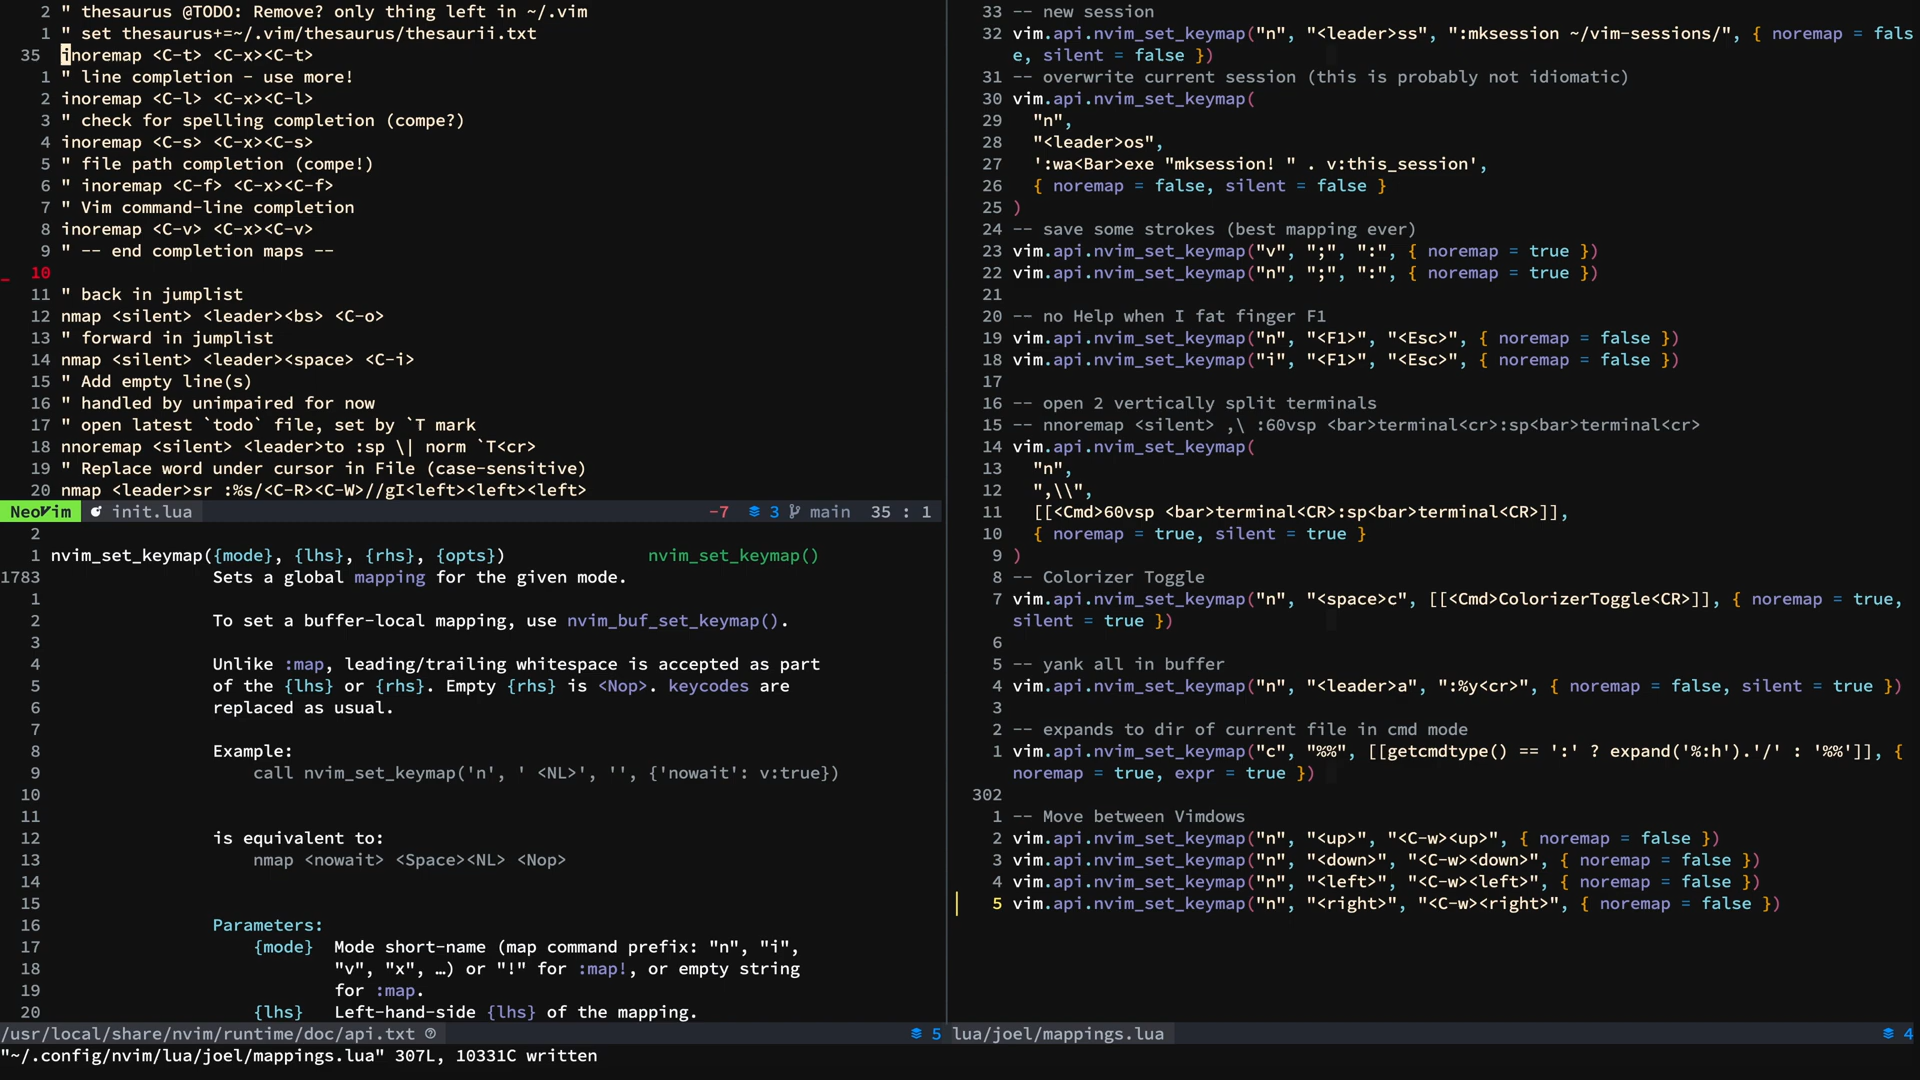 2 " thesaurus @TODO: Remove? only thing left in ~/.vim
1 " set thesaurus+=~/.vim/thesaurus/thesaurii.txt
35 inoremap <C-t> <C-x><C-t>
1 " line completion - use more!
2 inoremap <C-l> <C-x><C-l>
3 " check for spelling completion (compe?)
4 inoremap <C-s> <C-x><C-s>
5 " file path completion (compe!)
6 " inoremap <C-f> <C-x><C-f>
7 " Vim command-line completion
8 inoremap <C-v> <C-x><C-v>
9 " -- end completion maps --
_ 10
11 " back in jumplist
12 nmap <silent> <leader><bs> <C-o>
13 " forward in jumplist
14 nmap <silent> <leader><space> <C-i>
15 " Add empty line(s)
16 " handled by unimpaired for now
17 " open latest `todo` file, set by `T mark
18 nnoremap <silent> <leader>to :sp \| norm `T<cr>
19 " Replace word under cursor in File (case-sensitive)
20 nmap <leader>sr :%s/<C-R><C-W>//gI<left><left><left>
NeoVim init.lua -7 3 main 35 : 1
2
1 nvim_set_keymap({mode}, {lhs}, {rhs}, {opts}) nvim_set_keymap()
1783 Sets a global mapping for the given mode.
1
2 To set a buffer-local mapping, use nvim_buf_set_keymap().
3
4 Unlike :map, leading/trailing whitespace is accepted as part
5 of the {lhs} or {rhs}. Empty {rhs} is <Nop>. keycodes are
6 replaced as usual.
7
8 Example:
9 call nvim_set_keymap('n', ' <NL>', '', {'nowait': v:true})
10
11
12 is equivalent to:
13 nmap <nowait> <Space><NL> <Nop>
14
15
16 Parameters:
17 {mode} Mode short-name (map command prefix: "n", "i",
18 "v", "x", …) or "!" for :map!, or empty string
19 for :map.
20 {lhs} Left-hand-side {lhs} of the mapping.
/usr/local/share/nvim/runtime/doc/api.txt 5
33 -- new session
32 vim.api.nvim_set_keymap("n", "<leader>ss", ":mksession ~/vim-sessions/", { noremap = fals
e, silent = false })
31 -- overwrite current session (this is probably not idiomatic)
30 vim.api.nvim_set_keymap(
29 "n",
28 "<leader>os",
27 ':wa<Bar>exe "mksession! " . v:this_session',
26 { noremap = false, silent = false }
25 )
24 -- save some strokes (best mapping ever)
23 vim.api.nvim_set_keymap("v", ";", ":", { noremap = true })
22 vim.api.nvim_set_keymap("n", ";", ":", { noremap = true })
21
20 -- no Help when I fat finger F1
19 vim.api.nvim_set_keymap("n", "<F1>", "<Esc>", { noremap = false })
18 vim.api.nvim_set_keymap("i", "<F1>", "<Esc>", { noremap = false })
17
16 -- open 2 vertically split terminals
15 -- nnoremap <silent> ,\ :60vsp <bar>terminal<cr>:sp<bar>terminal<cr>
14 vim.api.nvim_set_keymap(
13 "n",
12 ",\\",
11 [[<Cmd>60vsp <bar>terminal<CR>:sp<bar>terminal<CR>]],
10 { noremap = true, silent = true }
9 )
8 -- Colorizer Toggle
7 vim.api.nvim_set_keymap("n", "<space>c", [[<Cmd>ColorizerToggle<CR>]], { noremap = true,
silent = true })
6
5 -- yank all in buffer
4 vim.api.nvim_set_keymap("n", "<leader>a", ":%y<cr>", { noremap = false, silent = true })
3
2 -- expands to dir of current file in cmd mode
1 vim.api.nvim_set_keymap("c", "%%", [[getcmdtype() == ':' ? expand('%:h').'/' : '%%']], {
noremap = true, expr = true })
302
1 -- Move between Vimdows
2 vim.api.nvim_set_keymap("n", "<up>", "<C-w><up>", { noremap = false })
3 vim.api.nvim_set_keymap("n", "<down>", "<C-w><down>", { noremap = false })
4 vim.api.nvim_set_keymap("n", "<left>", "<C-w><left>", { noremap = false })
5 vim.api.nvim_set_keymap("n", "<right>", "<C-w><right>", { noremap = false })
lua/joel/mappings.lua 4
"~/.config/nvim/lua/joel/mappings.lua" 307L, 10331C written